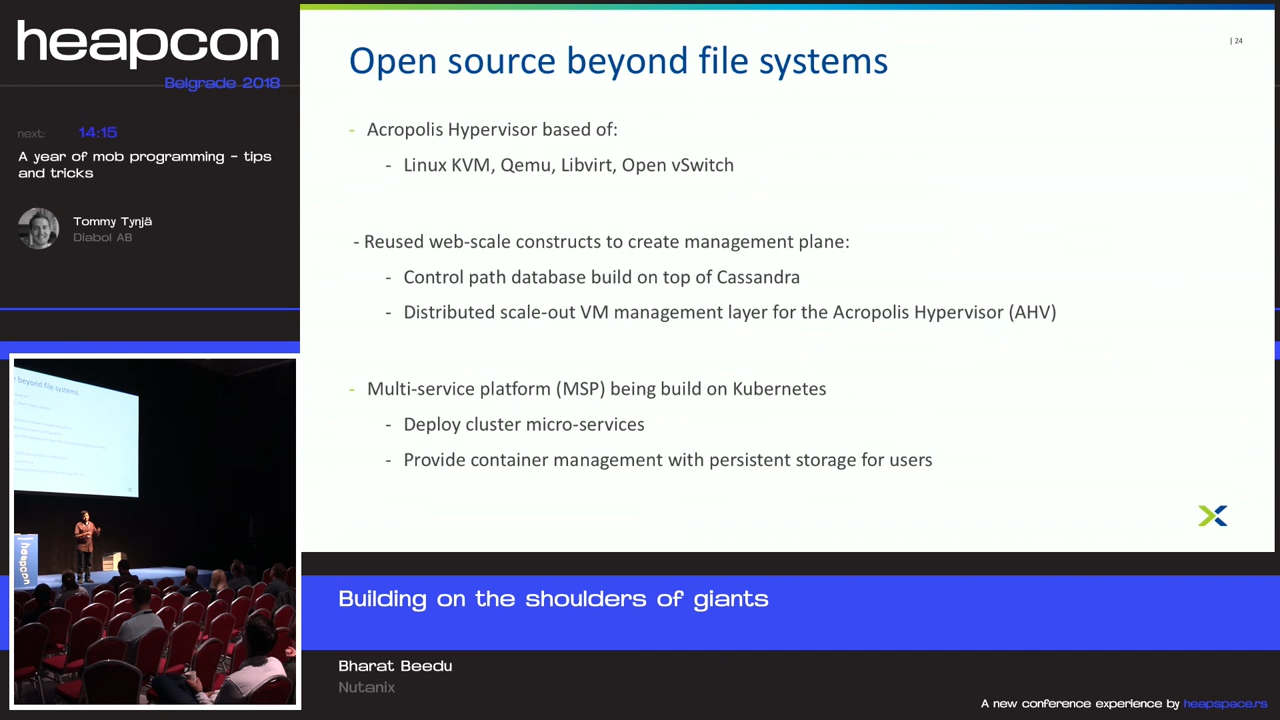 heapcon
Belgrade 2018
next: 14:15
A year of mob programming - tips
and tricks
Tommy Tynjä
Diabol AB
| 24
Open source beyond file systems
- Acropolis Hypervisor based of:
- Linux KVM, Qemu, Libvirt, Open vSwitch
- Reused web-scale constructs to create management plane:
- Control path database build on top of Cassandra
- Distributed scale-out VM management layer for the Acropolis Hypervisor (AHV)
- Multi-service platform (MSP) being build on Kubernetes
- Deploy cluster micro-services
- Provide container management with persistent storage for users
beyond file systems
heapcon
Building on the shoulders of giants
Bharat Beedu
Nutanix
A new conference experience by heapspace.rs